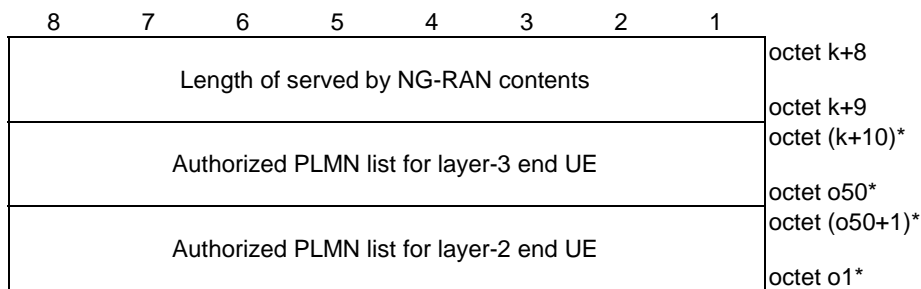 8 7 6 5 4 3 2 1
Length of served by NG-RAN contents
octet k+8
octet k+9
Authorized PLMN list for layer-3 end UE
octet (k+10)*
octet o50*
Authorized PLMN list for layer-2 end UE
octet (o50+1)*
octet o1*